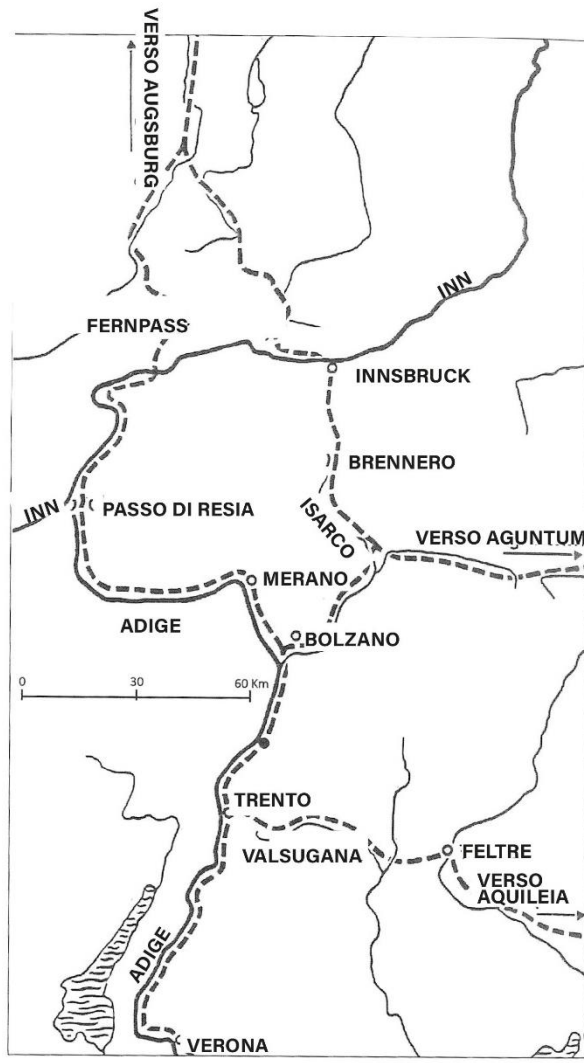 VERSO AUGSBURG
INN
FERNPASS
INNSBRUCK
BRENNERO
ISARCO
INN
PASSO DI RESIA
VERSO AGUNTUM
MERANO
ADIGE
BOLZANO
0 30 60 Km
TRENTO
VALSUGANA
FELTRE
VERSO
AQUILEIA
ADIGE
VERONA